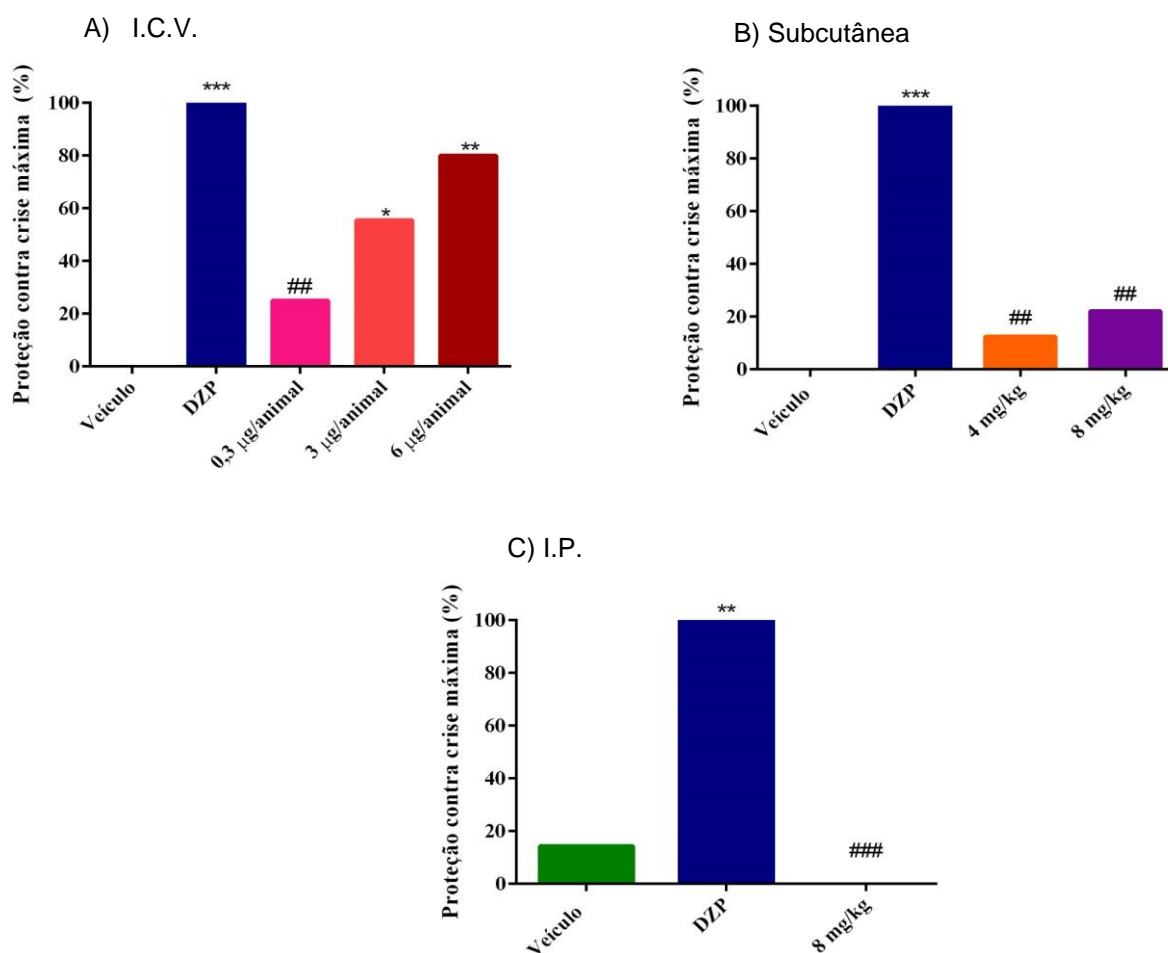 A) I.C.V.
Proteção contra crise máxima (%)
100
80
60
40
20
0
***
##
*
**
Veículo
DZP
0,3 µg/animal
3 µg/animal
6 µg/animal
B) Subcutânea
Proteção contra crise máxima (%)
100
80
60
40
20
0
***
##
##
Veículo
DZP
4 mg/kg
8 mg/kg
C) I.P.
Proteção contra crise máxima (%)
100
80
60
40
20
0
**
###
Veículo
DZP
8 mg/kg